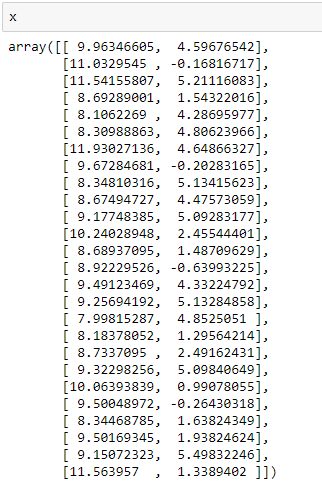 x
array([[ 9.96346605,  4.59676542],
       [11.0329545 , -0.16816717],
       [11.54155807,  5.21116083],
       [ 8.69289001,  1.54322016],
       [ 8.1062269 ,  4.28695977],
       [ 8.30988863,  4.80623966],
       [11.93027136,  4.64866327],
       [ 9.67284681, -0.20283165],
       [ 8.34810316,  5.13415623],
       [ 8.67494727,  4.47573059],
       [ 9.17748385,  5.09283177],
       [10.24028948,  2.45544401],
       [ 8.68937095,  1.48709629],
       [ 8.92229526, -0.63993225],
       [ 9.49123469,  4.33224792],
       [ 9.25694192,  5.13284858],
       [ 7.99815287,  4.8525051 ],
       [ 8.18378052,  1.29564214],
       [ 8.7337095 ,  2.49162431],
       [ 9.32298256,  5.09840649],
       [10.06393839,  0.99078055],
       [ 9.50048972, -0.26430318],
       [ 8.34468785,  1.63824349],
       [ 9.50169345,  1.93824624],
       [ 9.15072323,  5.49832246],
       [11.563957  ,  1.3389402 ]])